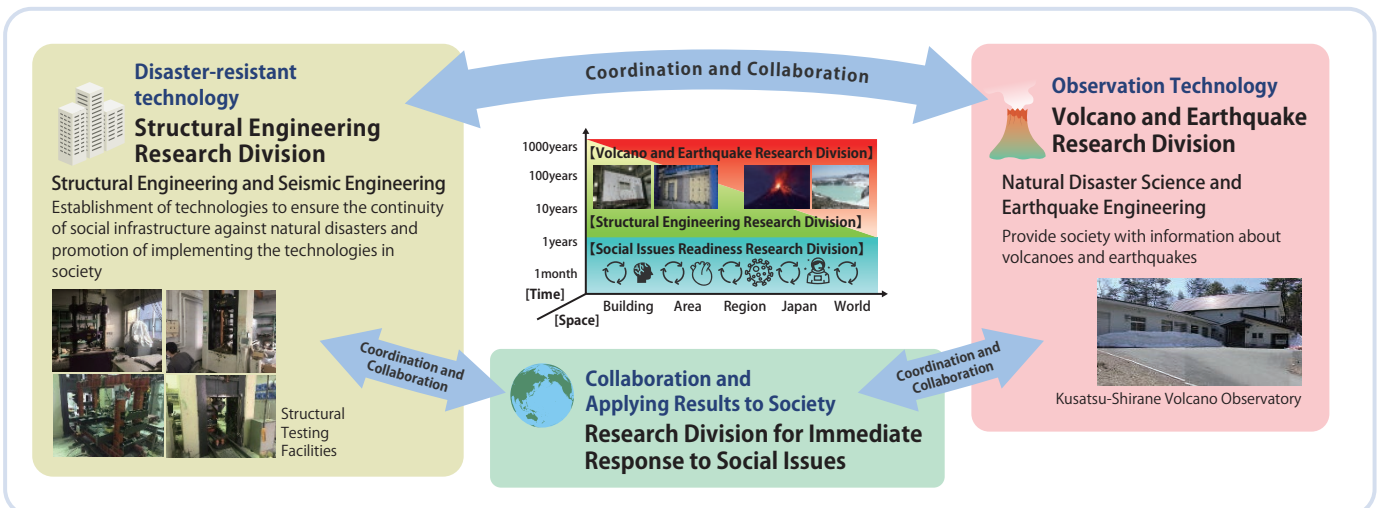 Coordination and Collaboration
Disaster-resistant
technology
Structural Engineering
Research Division
Structural Engineering and Seismic Engineering
Establishment of technologies to ensure the continuity
of social infrastructure against natural disasters and
promotion of implementing the technologies in
society
Structural
Testing
Facilities
1000years
100years
10years
1years
1month
[Time]
[Space]
【Volcano and Earthquake Research Division】
【Structural Engineering Research Division】
【Social Issues Readiness Research Division】
Building Area Region Japan World
Observation Technology
Volcano and Earthquake
Research Division
Natural Disaster Science and
Earthquake Engineering
Provide society with information about
volcanoes and earthquakes
Kusatsu-Shirane Volcano Observatory
Coordination and
Collaboration
Collaboration and
Applying Results to Society
Research Division for Immediate
Response to Social Issues
Coordination and
Collaboration